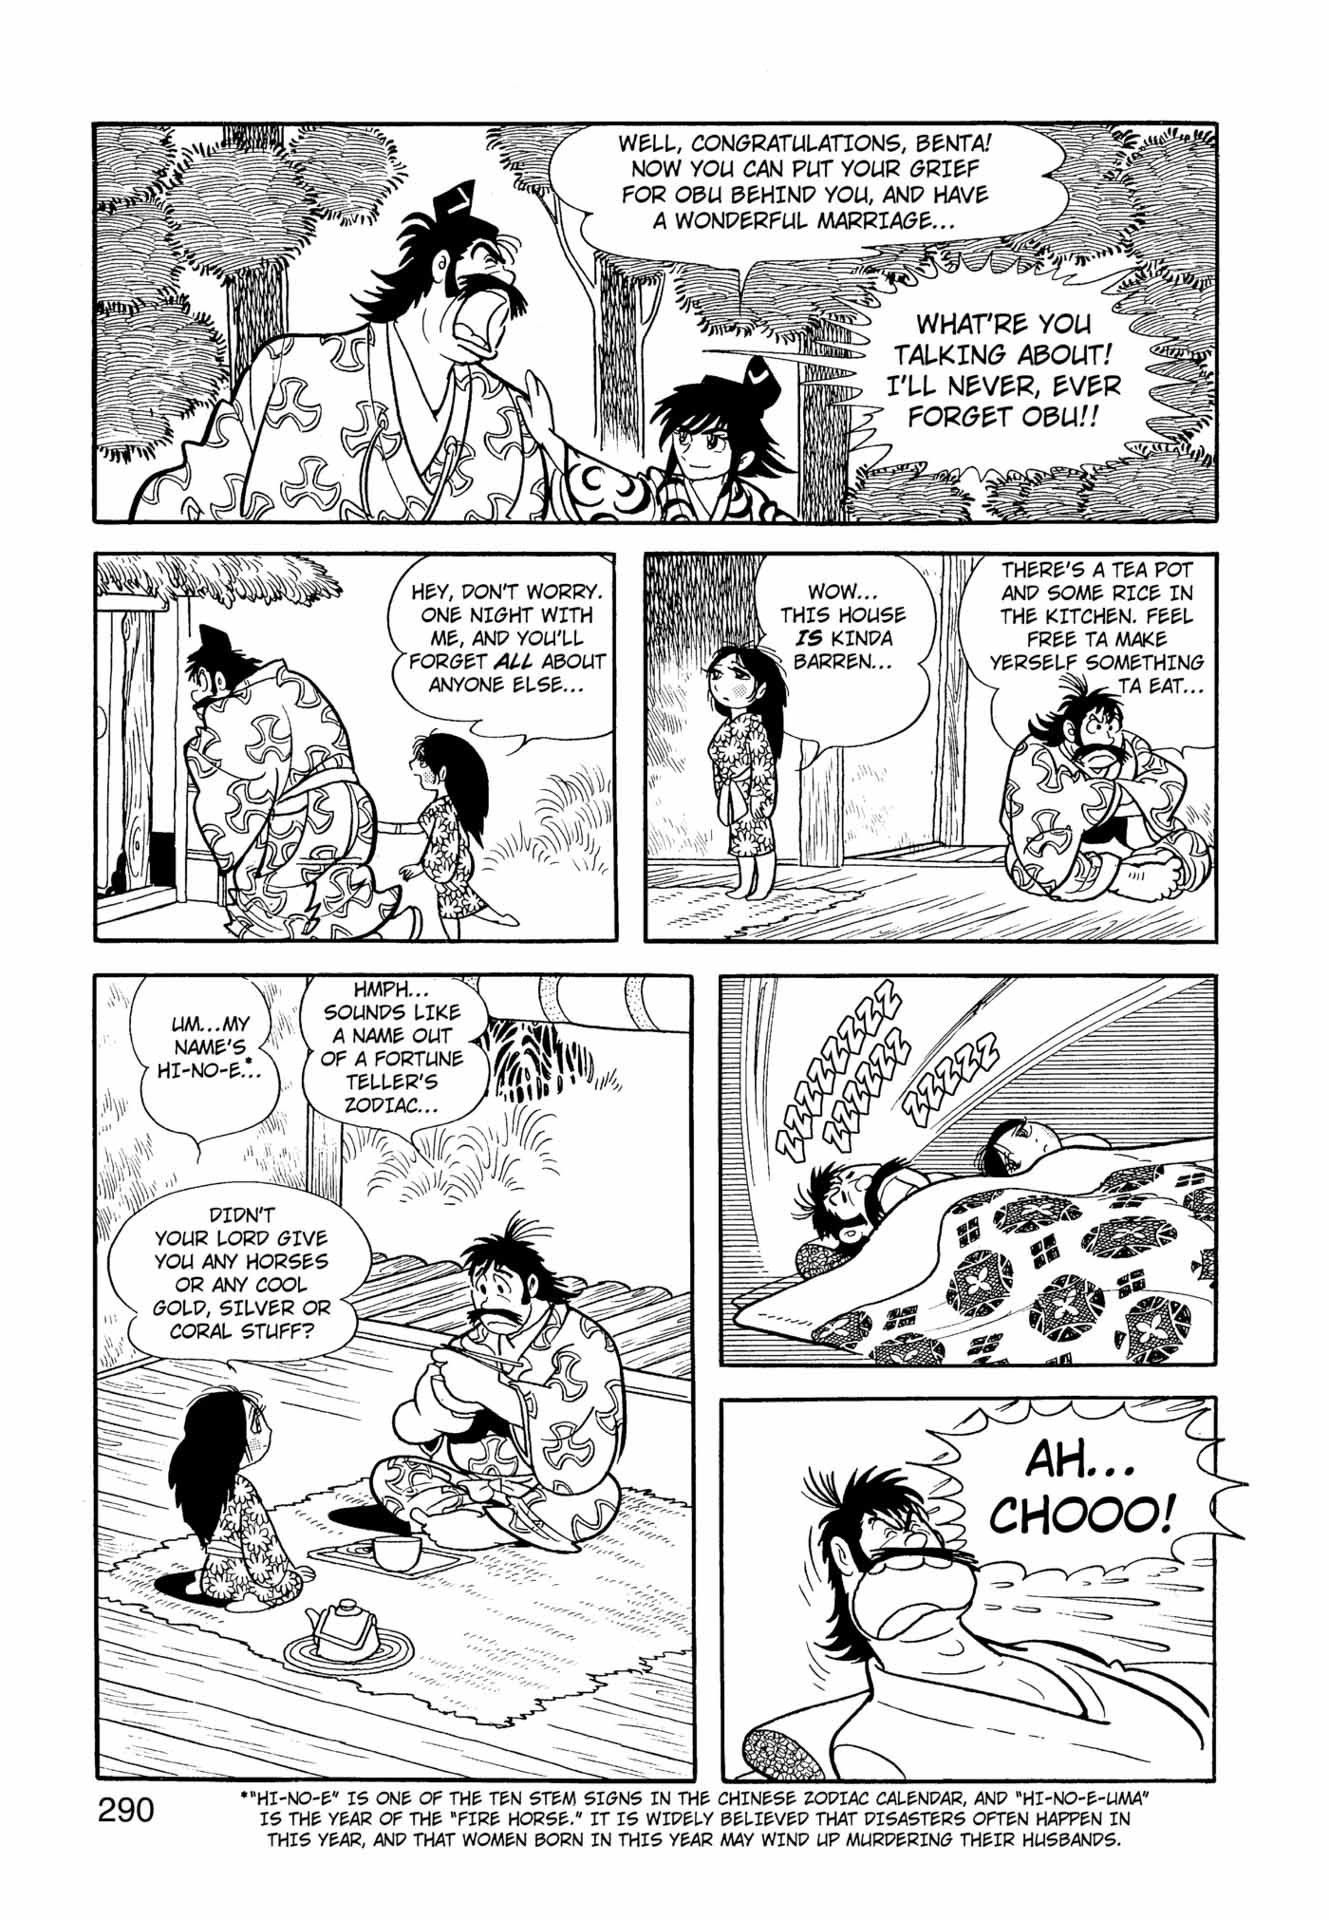 WELL, CONGRATULATIONS, BENTA!
NOW YOU CAN PUT YOUR GRIEF
FOR OBU BEHIND YOU, AND HAVE
A WONDERFUL MARRIAGE...
WHAT'RE YOU
TALKING ABOUT!
I'LL NEVER, EVER
FORGET OBU!!
HEY, DON'T WORRY.
ONE NIGHT WITH
ME, AND YOU'LL
FORGET ALL ABOUT
ANYONE ELSE...
WOW...
THIS HOUSE
IS KINDA
BARREN...
THERE'S A TEA POT
AND SOME RICE IN
THE KITCHEN. FEEL
FREE TA MAKE
YERSELF SOMETHING
TA EAT...
UM...MY
NAME'S
HI-NO-E*...
HMPH...
SOUNDS LIKE
A NAME OUT
OF A FORTUNE
TELLER'S
ZODIAC...
DIDN'T
YOUR LORD GIVE
YOU ANY HORSES
OR ANY COOL
GOLD, SILVER OR
CORAL STUFF?
ZZZZZZZZ
ZZZZZZ
ZZZZZ
AH...
CHOOO!
290
*"HI-NO-E" IS ONE OF THE TEN STEM SIGNS IN THE CHINESE ZODIAC CALENDAR, AND "HI-NO-E-UMA"
IS THE YEAR OF THE "FIRE HORSE." IT IS WIDELY BELIEVED THAT DISASTERS OFTEN HAPPEN IN
THIS YEAR, AND THAT WOMEN BORN IN THIS YEAR MAY WIND UP MURDERING THEIR HUSBANDS.